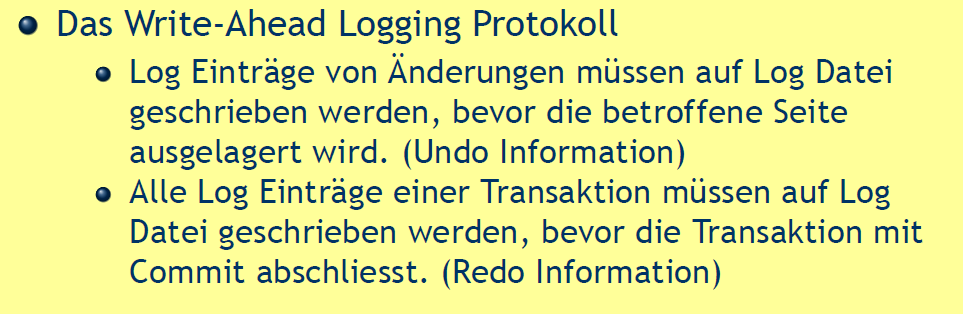 Das Write-Ahead Logging Protokoll
Log Einträge von Änderungen müssen auf Log Datei
geschrieben werden, bevor die betroffene Seite
ausgelagert wird. (Undo Information)
Alle Log Einträge einer Transaktion müssen auf Log
Datei geschrieben werden, bevor die Transaktion mit
Commit abschliesst. (Redo Information)